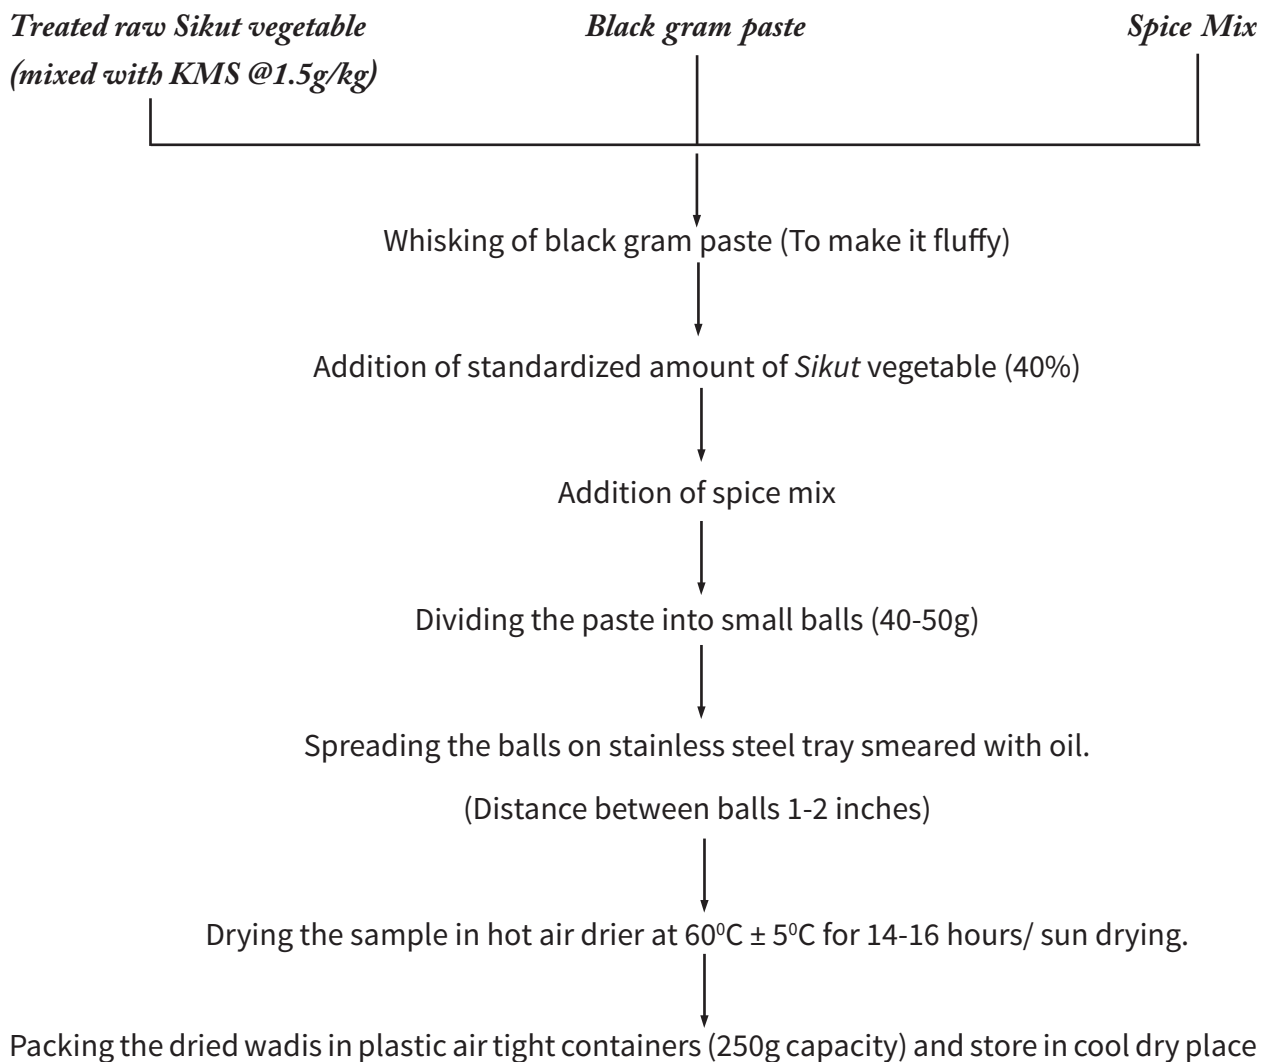 Treated raw Sikut vegetable
(mixed with KMS @1.5g/kg)
Black gram paste
Spice Mix
Whisking of black gram paste (To make it fluffy)
Addition of standardized amount of Sikut vegetable (40%)
Addition of spice mix
Dividing the paste into small balls (40-50g)
Spreading the balls on stainless steel tray smeared with oil.
(Distance between balls 1-2 inches)
Drying the sample in hot air drier at 60⁰C ± 5⁰C for 14-16 hours/ sun drying.
Packing the dried wadis in plastic air tight containers (250g capacity) and store in cool dry place